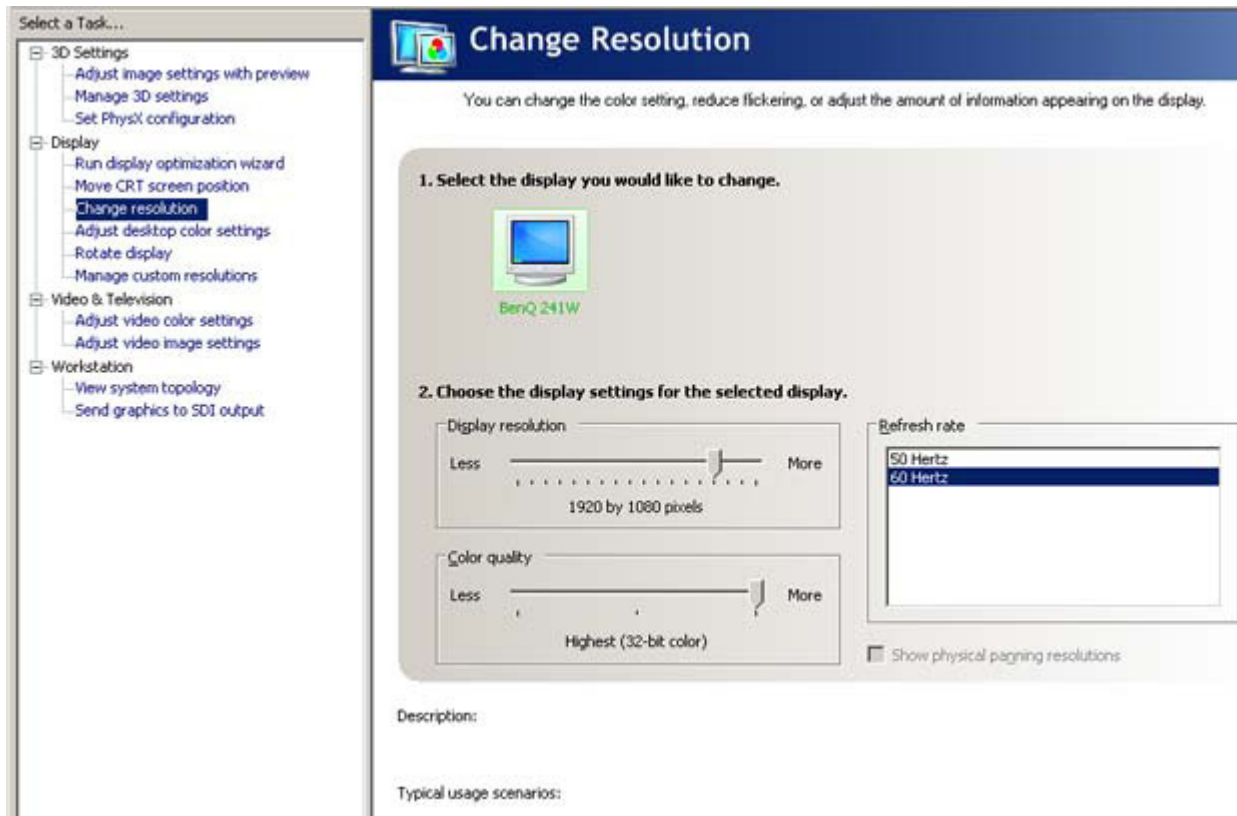 Select a Task...
3D Settings
Adjust image settings with preview
Manage 3D settings
Set PhysX configuration
Display
Run display optimization wizard
Move CRT screen position
Change resolution
Adjust desktop color settings
Rotate display
Manage custom resolutions
Video & Television
Adjust video color settings
Adjust video image settings
Workstation
View system topology
Send graphics to SDI output
Change Resolution
You can change the color setting, reduce flickering, or adjust the amount of information appearing on the display.
1. Select the display you would like to change.
BenQ 241W
2. Choose the display settings for the selected display.
Display resolution
Less
More
1920 by 1080 pixels
Color quality
Less
More
Highest (32-bit color)
Refresh rate
50 Hertz
60 Hertz
Show physical panning resolutions
Description:
Typical usage scenarios: